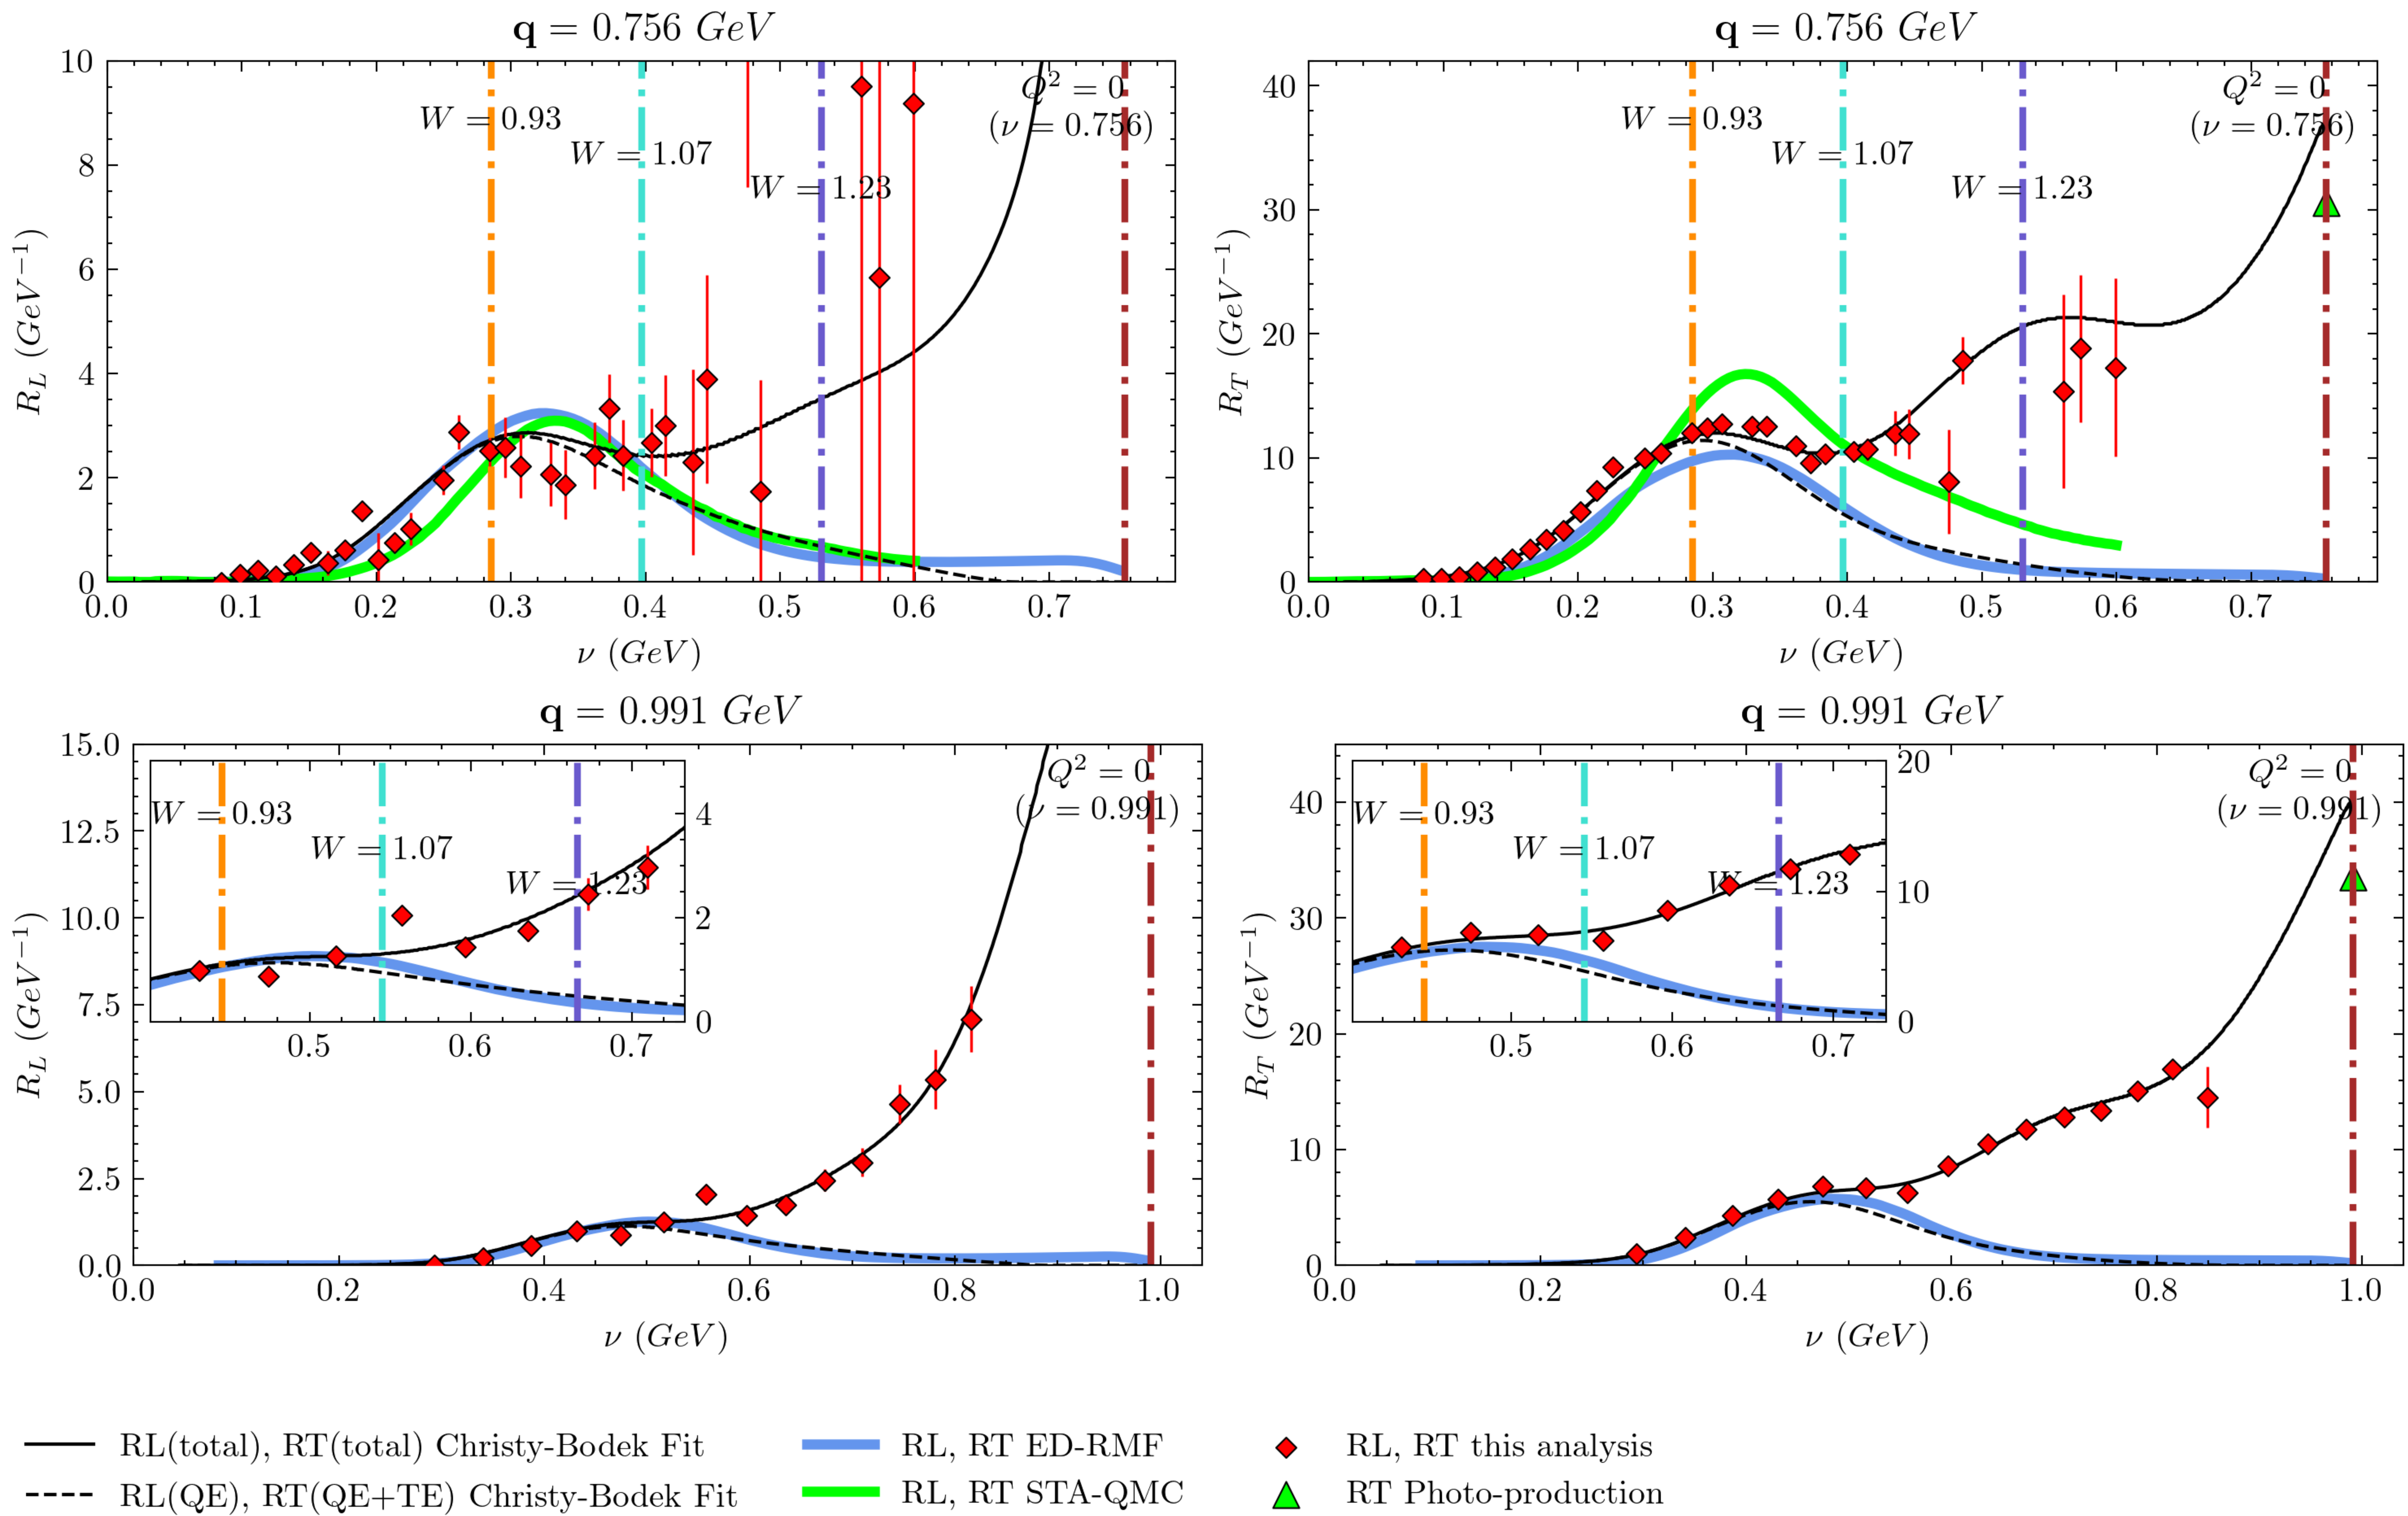 q = 0.756 GeV
10
8
6
4
2
0
R_L (GeV⁻¹)
W = 0.93
W = 1.07
W = 1.23
Q² = 0
(ν = 0.756)
0.0 0.1 0.2 0.3 0.4 0.5 0.6 0.7
ν (GeV)
q = 0.756 GeV
40
30
20
10
0
R_T (GeV⁻¹)
W = 0.93
W = 1.07
W = 1.23
Q² = 0
(ν = 0.756)
0.0 0.1 0.2 0.3 0.4 0.5 0.6 0.7
ν (GeV)
q = 0.991 GeV
15.0
12.5
10.0
7.5
5.0
2.5
0.0
R_L (GeV⁻¹)
W = 0.93
W = 1.07
W = 1.23
4
2
0
0.5 0.6 0.7
Q² = 0
(ν = 0.991)
0.0 0.2 0.4 0.6 0.8 1.0
ν (GeV)
q = 0.991 GeV
40
30
20
10
0
R_T (GeV⁻¹)
W = 0.93
W = 1.07
W = 1.23
20
10
0
0.5 0.6 0.7
Q² = 0
(ν = 0.991)
0.0 0.2 0.4 0.6 0.8 1.0
ν (GeV)
RL(total), RT(total) Christy-Bodek Fit
RL(QE), RT(QE+TE) Christy-Bodek Fit
RL, RT ED-RMF
RL, RT STA-QMC
RL, RT this analysis
RT Photo-production